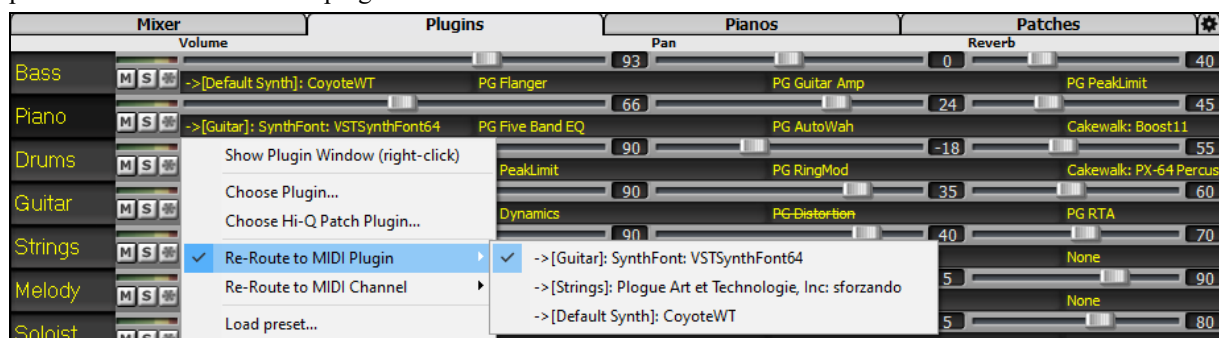 Mixer Plugins Pianos Patches
Volume Pan Reverb
Bass M S 93 0 40
->[Default Synth]: CoyoteWT PG Flanger PG Guitar Amp PG PeakLimit
Piano M S 66 24 45
->[Guitar]: SynthFont: VSTSynthFont64 PG Five Band EQ PG AutoWah Cakewalk: Boost11
Drums M S 90 -18 55
PeakLimit PG RingMod Cakewalk: PX-64 Percus
Guitar M S 90 35 60
Dynamics PG Distortion PG RTA
Strings M S 90 40 70
None
Melody M S 5 90
None
Soloist M S 5 80
Show Plugin Window (right-click)
Choose Plugin...
Choose Hi-Q Patch Plugin...
Re-Route to MIDI Plugin
Re-Route to MIDI Channel
Load preset...
->[Guitar]: SynthFont: VSTSynthFont64
->[Strings]: Plogue Art et Technologie, Inc: sforzando
->[Default Synth]: CoyoteWT